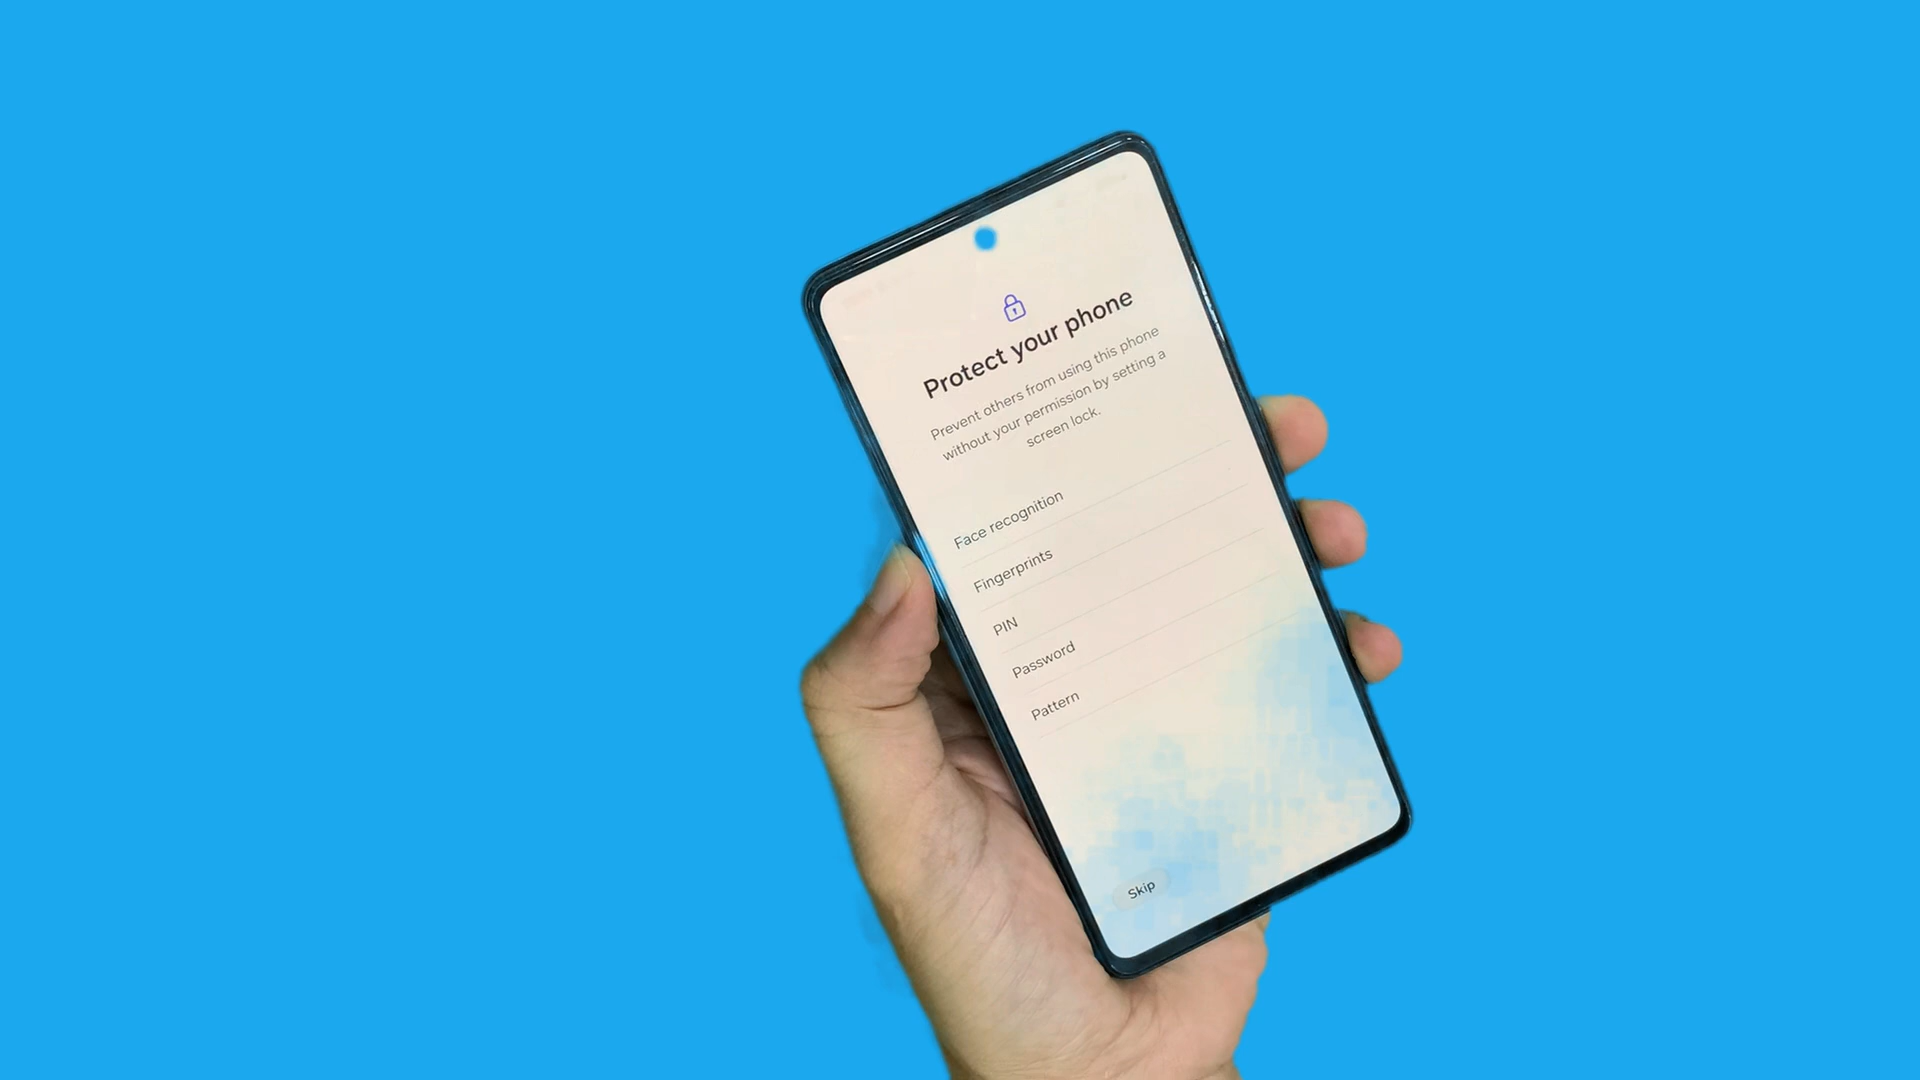 Protect your phone
Prevent others from using this phone
without your permission by setting a
screen lock.
Face recognition
Fingerprints
PIN
Password
Pattern
Skip